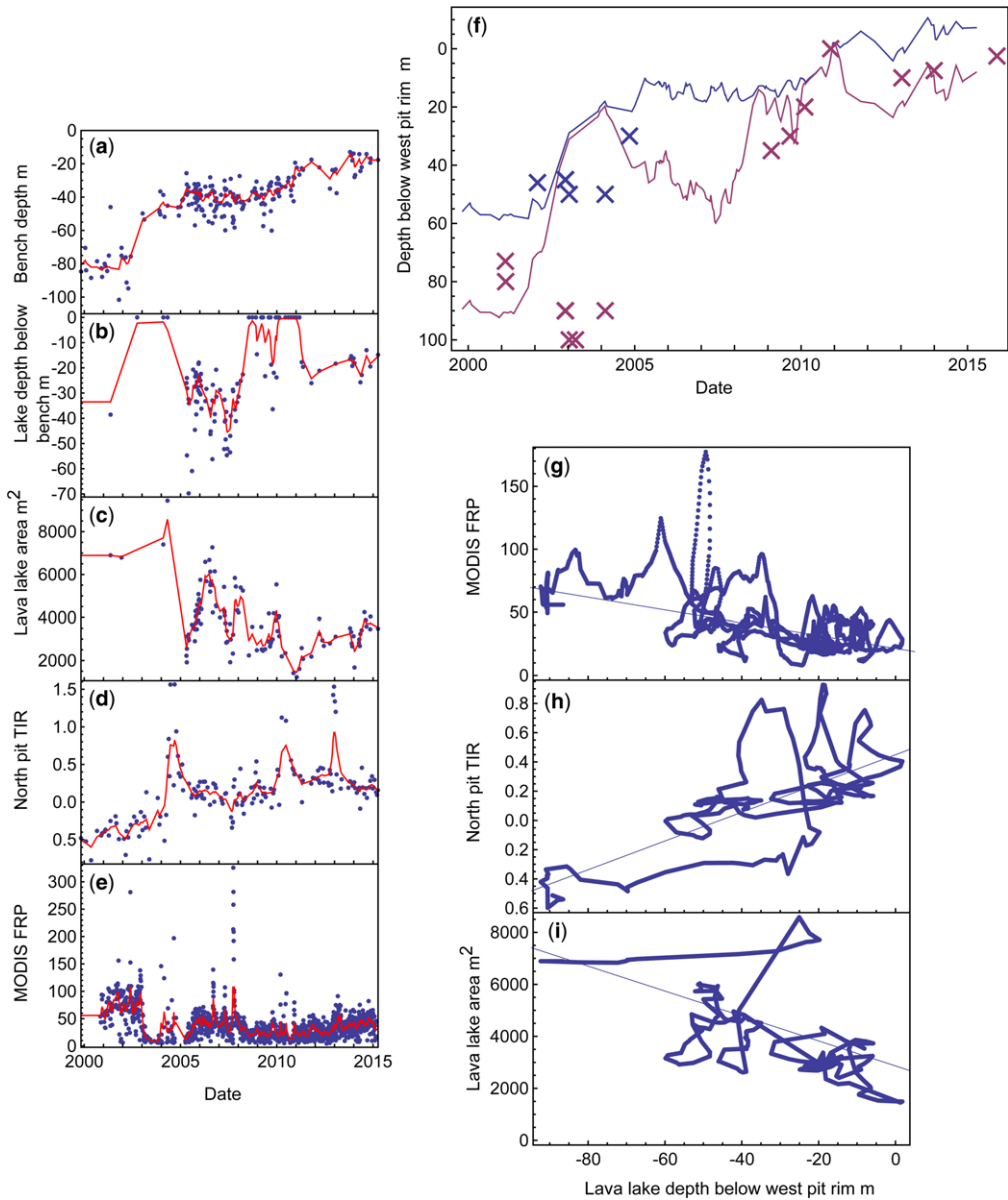 (a)
Bench depth m
0
-20
-40
-60
-80
-100
(b)
Lake depth below
bench m
0
-10
-20
-30
-40
-50
-60
-70
(c)
Lava lake area m²
8000
6000
4000
2000
(d)
North pit TIR
1.5
1.0
0.5
0.0
0.5
(e)
MODIS FRP
300
250
200
150
100
50
0
2000
2005
2010
2015
Date
(f)
Depth below west pit rim m
0
20
40
60
80
100
2000
2005
2010
2015
Date
(g)
MODIS FRP
150
100
50
0
(h)
North pit TIR
0.4
0.2
0.0
0.2
0.4
0.6
(i)
Lava lake area m²
8000
6000
4000
2000
0
-80
-60
-40
-20
0
Lava lake depth below west pit rim m